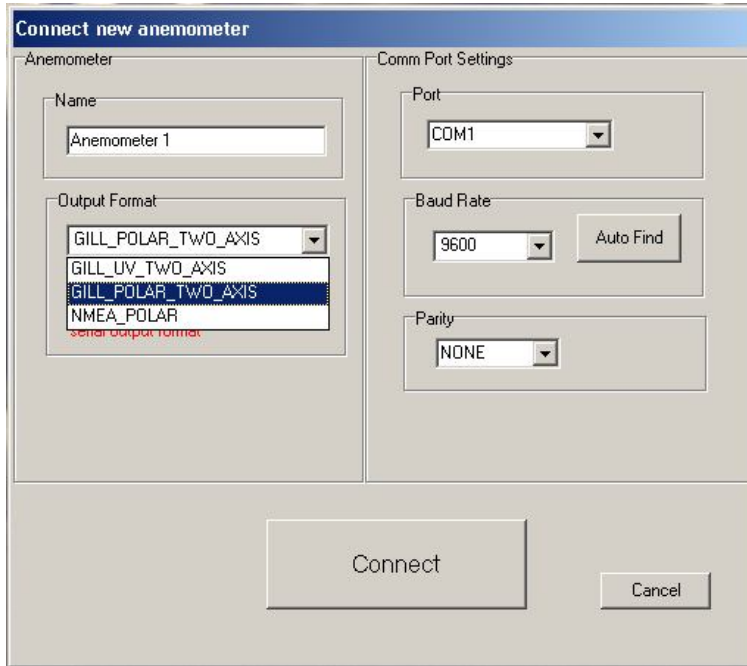 Connect new anemometer
Anemometer
Name
Anemometer 1
Output Format
GILL_POLAR_TWO_AXIS
GILL_UV_TWO_AXIS
GILL_POLAR_TWO_AXIS
NMEA_POLAR
serial output format
Comm Port Settings
Port
COM1
Baud Rate
9600
Auto Find
Parity
NONE
Connect
Cancel